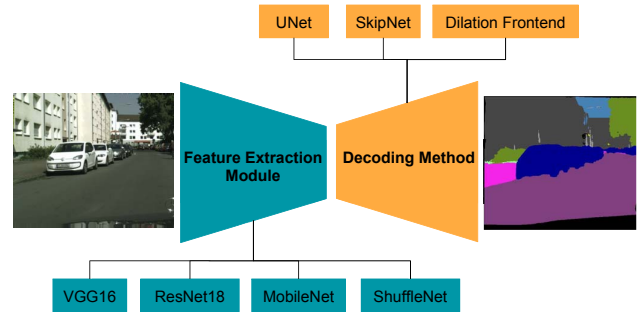 UNet
SkipNet
Dilation Frontend
Feature Extraction
Module
Decoding Method
VGG16
ResNet18
MobileNet
ShuffleNet